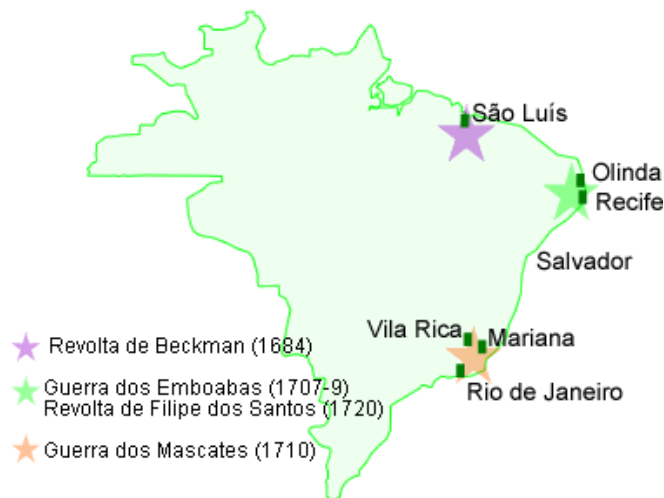 São Luís
Olinda
Recife
Salvador
Vila Rica
Mariana
Rio de Janeiro
Revolta de Beckman (1684)
Guerra dos Emboabas (1707-9)
Revolta de Filipe dos Santos (1720)
Guerra dos Mascates (1710)